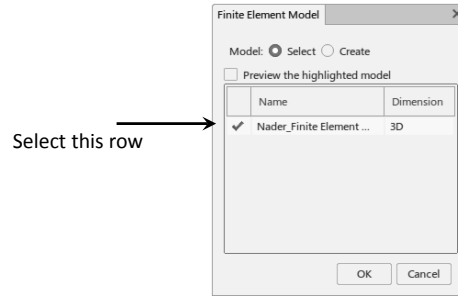 Finite Element Model
Model: Select Create
Preview the highlighted model
Name Dimension
Nader_Finite Element ... 3D
Select this row
OK Cancel